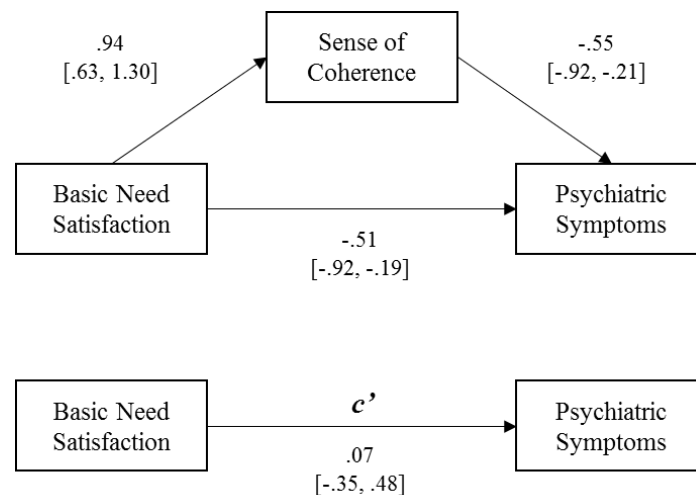 .94
[.63, 1.30]
Sense of
Coherence
-.55
[-.92, -.21]
Basic Need
Satisfaction
Psychiatric
Symptoms
-.51
[-.92, -.19]
Basic Need
Satisfaction
c’
Psychiatric
Symptoms
.07
[-.35, .48]